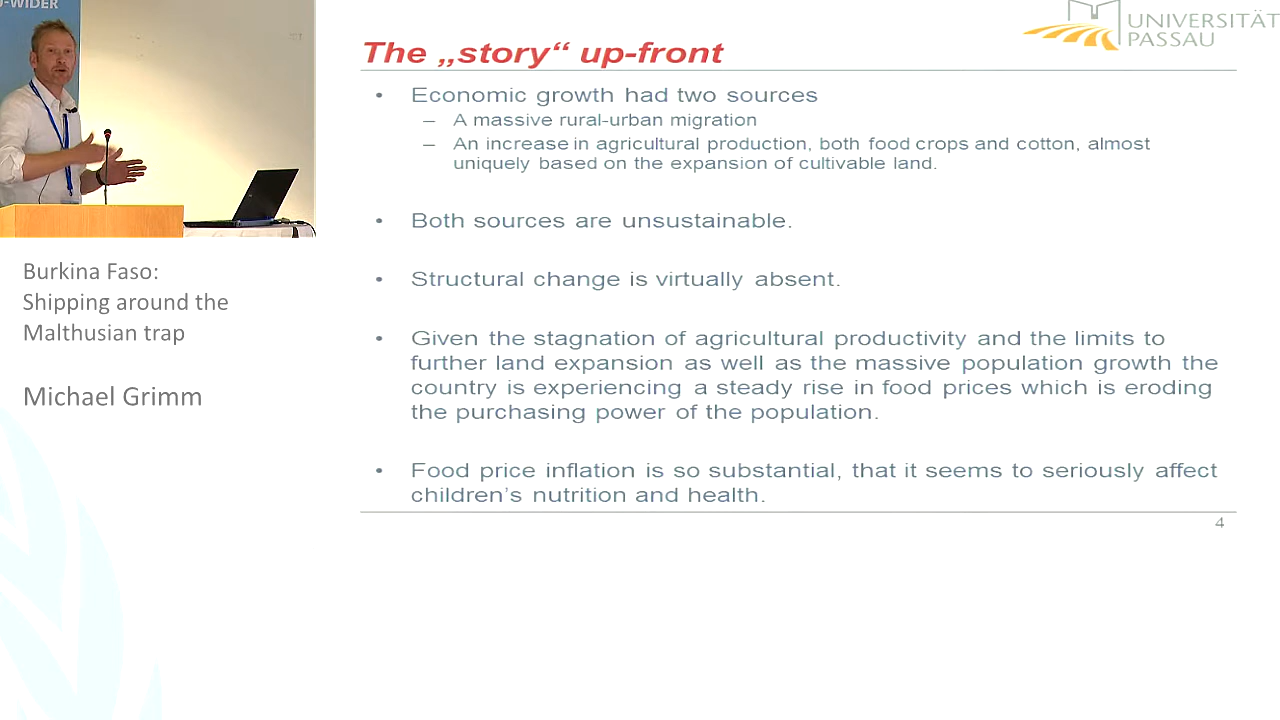 -WIDER
UNIVERSITÄT
PASSAU
The „story“ up-front
• Economic growth had two sources
– A massive rural-urban migration
– An increase in agricultural production, both food crops and cotton, almost
uniquely based on the expansion of cultivable land.
• Both sources are unsustainable.
• Structural change is virtually absent.
• Given the stagnation of agricultural productivity and the limits to
further land expansion as well as the massive population growth the
country is experiencing a steady rise in food prices which is eroding
the purchasing power of the population.
• Food price inflation is so substantial, that it seems to seriously affect
children’s nutrition and health.
4
Burkina Faso:
Shipping around the
Malthusian trap
Michael Grimm